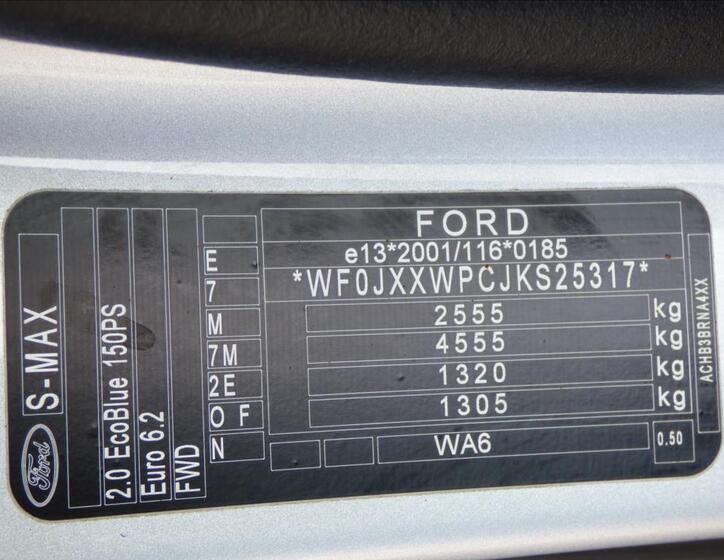 FORD
e13*2001/116*0185
*WF0JXXWPCJKS25317*
2555 kg
4555 kg
1320 kg
1305 kg
WA6
0.50
E
7
M
7M
2E
O F
N
Ford
S-MAX
2.0 EcoBlue 150PS
Euro 6.2
FWD
ACHB3BRNA4XX